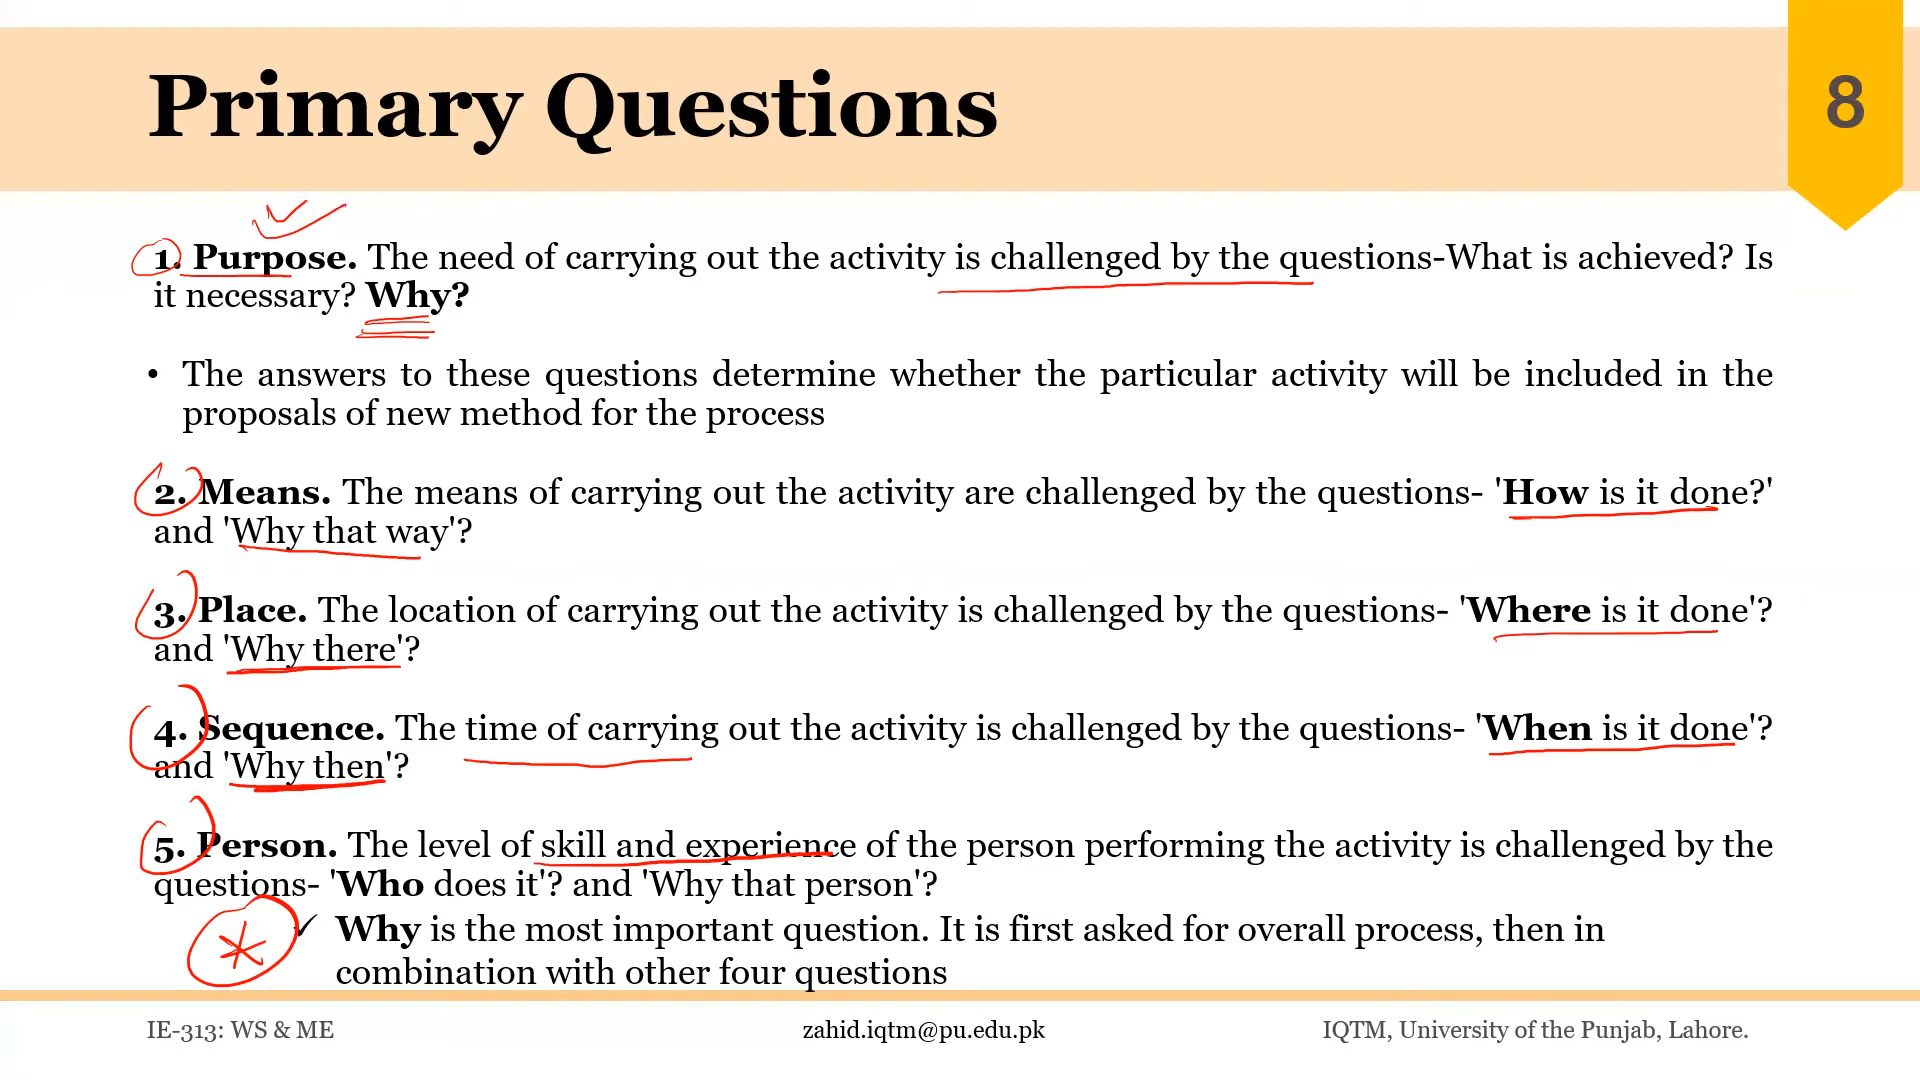 Primary Questions
8
1. Purpose. The need of carrying out the activity is challenged by the questions-What is achieved? Is
it necessary? Why?
• The answers to these questions determine whether the particular activity will be included in the
proposals of new method for the process
2. Means. The means of carrying out the activity are challenged by the questions- 'How is it done?'
and 'Why that way'?
3. Place. The location of carrying out the activity is challenged by the questions- 'Where is it done'?
and 'Why there'?
4. Sequence. The time of carrying out the activity is challenged by the questions- 'When is it done'?
and 'Why then'?
5. Person. The level of skill and experience of the person performing the activity is challenged by the
questions- 'Who does it'? and 'Why that person'?
✓ Why is the most important question. It is first asked for overall process, then in
combination with other four questions
IE-313: WS & ME
zahid.iqtm@pu.edu.pk
IQTM, University of the Punjab, Lahore.